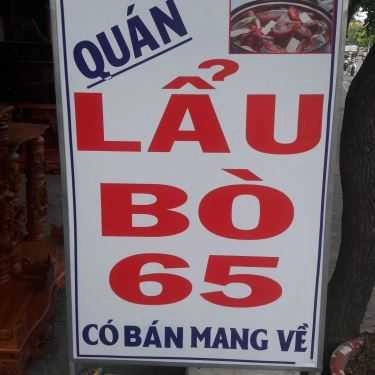 QUÁN
LẨU
BÒ
65
CÓ BÁN MANG VỀ